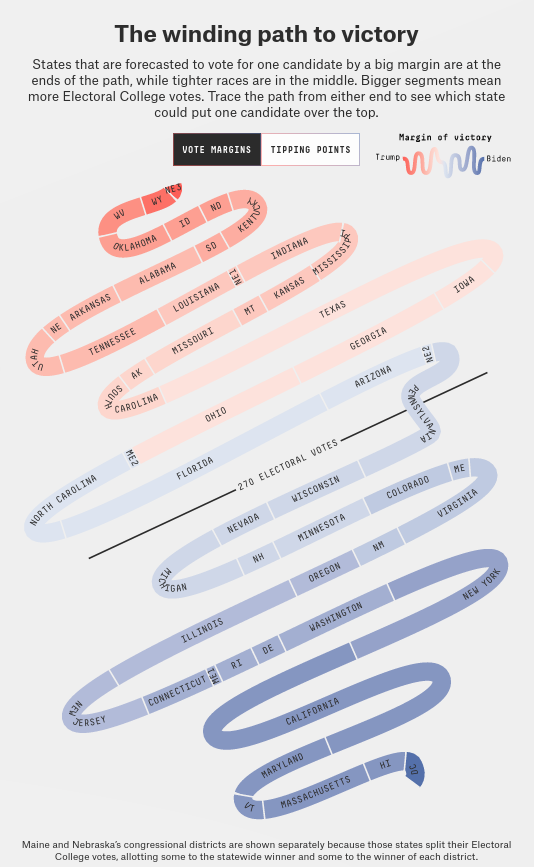 The winding path to victory
States that are forecasted to vote for one candidate by a big margin are at the
ends of the path, while tighter races are in the middle. Bigger segments mean
more Electoral College votes. Trace the path from either end to see which state
could put one candidate over the top.
VOTE MARGINS
TIPPING POINTS
Margin of victory
Trump
Biden
NE3
WY
WV
OKLAHOMA
ID
ND
KY
KENTUCKY
SD
ALABAMA
ARKANSAS
NE
UTAH
TENNESSEE
LOUISIANA
NE1
INDIANA
MISSISSIPPI
KANSAS
MT
MISSOURI
AK
SOUTH
CAROLINA
TEXAS
IOWA
GEORGIA
OHIO
ME2
NORTH CAROLINA
FLORIDA
ARIZONA
NE2
PENNSYLVANIA
270 ELECTORAL VOTES
WISCONSIN
NEVADA
MICHIGAN
NH
MINNESOTA
COLORADO
ME
VIRGINIA
NM
OREGON
ILLINOIS
NEW
JERSEY
CONNECTICUT
ME1
RI
DE
WASHINGTON
NEW YORK
CALIFORNIA
MARYLAND
VT
MASSACHUSETTS
HI
DC
Maine and Nebraska's congressional districts are shown separately because those states split their Electoral
College votes, allotting some to the statewide winner and some to the winner of each district.